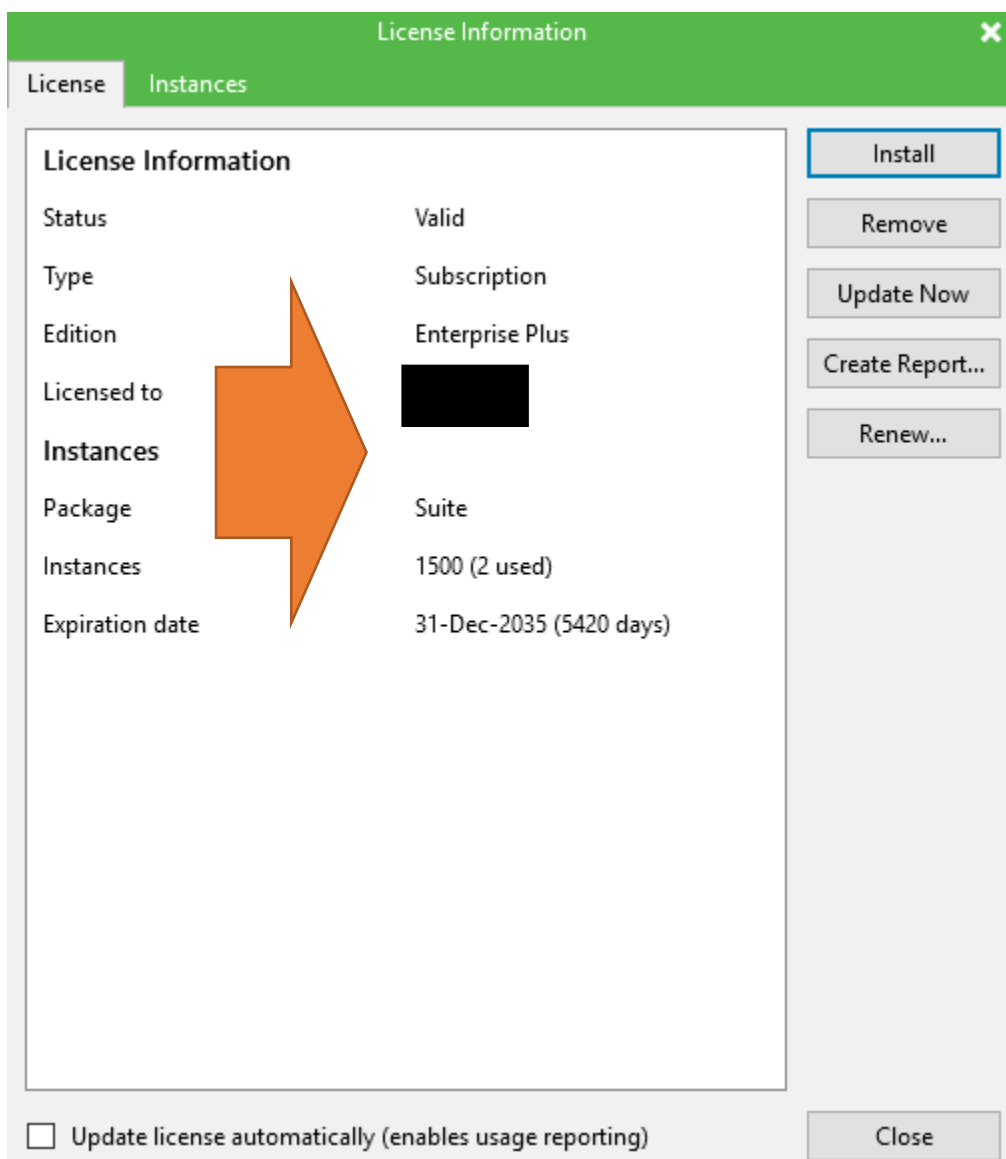 License Information
License Instances
License Information
Install
Status Valid
Remove
Type Subscription
Update Now
Edition Enterprise Plus
Create Report...
Licensed to
Renew...
Instances
Package Suite
Instances 1500 (2 used)
Expiration date 31-Dec-2035 (5420 days)
Update license automatically (enables usage reporting)
Close